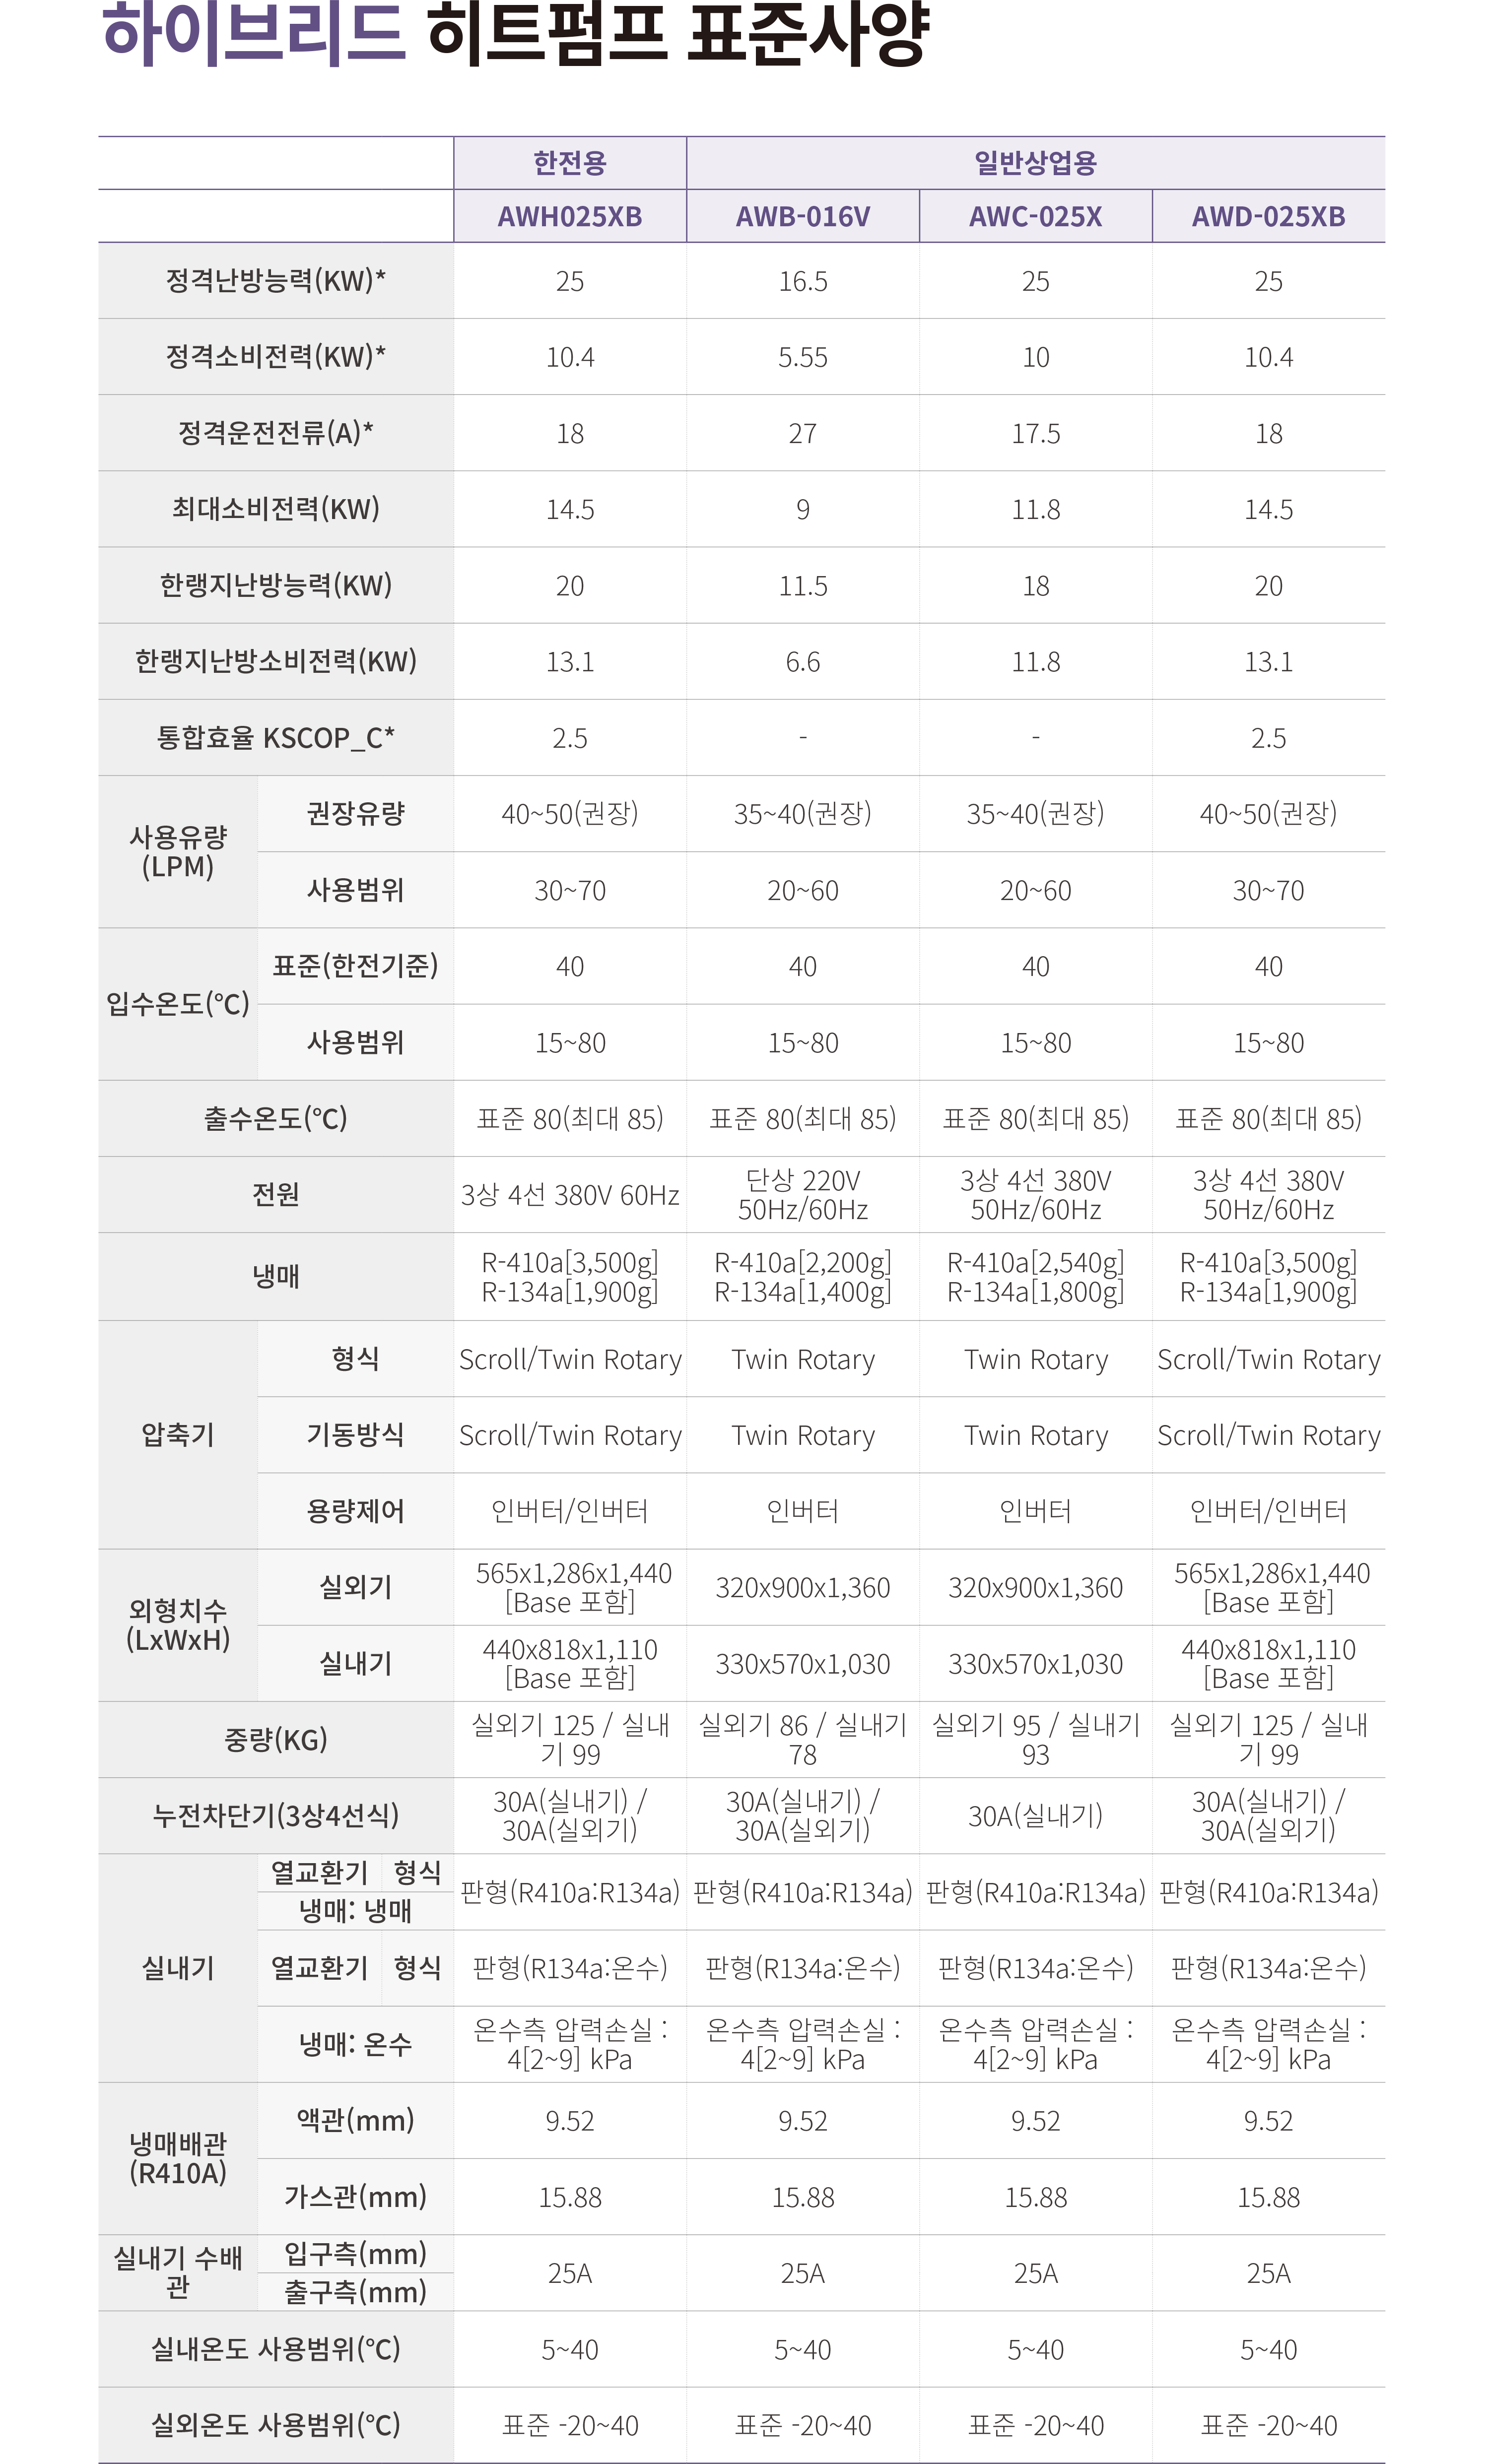 하이브리드 히트펌프 표준사양
한전용 일반상업용
AWH025XB AWB-016V AWC-025X AWD-025XB
정격난방능력(KW)* 25 16.5 25 25
정격소비전력(KW)* 10.4 5.55 10 10.4
정격운전전류(A)* 18 27 17.5 18
최대소비전력(KW) 14.5 9 11.8 14.5
한랭지난방능력(KW) 20 11.5 18 20
한랭지난방소비전력(KW) 13.1 6.6 11.8 13.1
통합효율 KSCOP_C* 2.5 - - 2.5
사용유량
(LPM)
권장유량 40~50(권장) 35~40(권장) 35~40(권장) 40~50(권장)
사용범위 30~70 20~60 20~60 30~70
입수온도(℃)
표준(한전기준) 40 40 40 40
사용범위 15~80 15~80 15~80 15~80
출수온도(℃) 표준 80(최대 85) 표준 80(최대 85) 표준 80(최대 85) 표준 80(최대 85)
전원 3상 4선 380V 60Hz 단상 220V 3상 4선 380V 3상 4선 380V
50Hz/60Hz 50Hz/60Hz 50Hz/60Hz
냉매 R-410a[3,500g] R-410a[2,200g] R-410a[2,540g] R-410a[3,500g]
R-134a[1,900g] R-134a[1,400g] R-134a[1,800g] R-134a[1,900g]
압축기
형식 Scroll/Twin Rotary Twin Rotary Twin Rotary Scroll/Twin Rotary
기동방식 Scroll/Twin Rotary Twin Rotary Twin Rotary Scroll/Twin Rotary
용량제어 인버터/인버터 인버터 인버터 인버터/인버터
외형치수
(LxWxH)
실외기 565x1,286x1,440 320x900x1,360 320x900x1,360 565x1,286x1,440
[Base 포함] [Base 포함]
실내기 440x818x1,110 330x570x1,030 330x570x1,030 440x818x1,110
[Base 포함] [Base 포함]
중량(KG) 실외기 125 / 실내 실외기 86 / 실내기 실외기 95 / 실내기 실외기 125 / 실내
기 99 78 93 기 99
누전차단기(3상4선식) 30A(실내기) / 30A(실내기) / 30A(실내기) 30A(실내기) /
30A(실외기) 30A(실외기) 30A(실외기)
실내기
열교환기 형식
냉매: 냉매
판형(R410a:R134a) 판형(R410a:R134a) 판형(R410a:R134a) 판형(R410a:R134a)
열교환기 형식 판형(R134a:온수) 판형(R134a:온수) 판형(R134a:온수) 판형(R134a:온수)
냉매: 온수 온수측 압력손실 : 온수측 압력손실 : 온수측 압력손실 : 온수측 압력손실 :
4[2~9] kPa 4[2~9] kPa 4[2~9] kPa 4[2~9] kPa
냉매배관
(R410A)
액관(mm) 9.52 9.52 9.52 9.52
가스관(mm) 15.88 15.88 15.88 15.88
실내기 수배
관
입구측(mm)
출구측(mm)
25A 25A 25A 25A
실내온도 사용범위(℃) 5~40 5~40 5~40 5~40
실외온도 사용범위(℃) 표준 -20~40 표준 -20~40 표준 -20~40 표준 -20~40